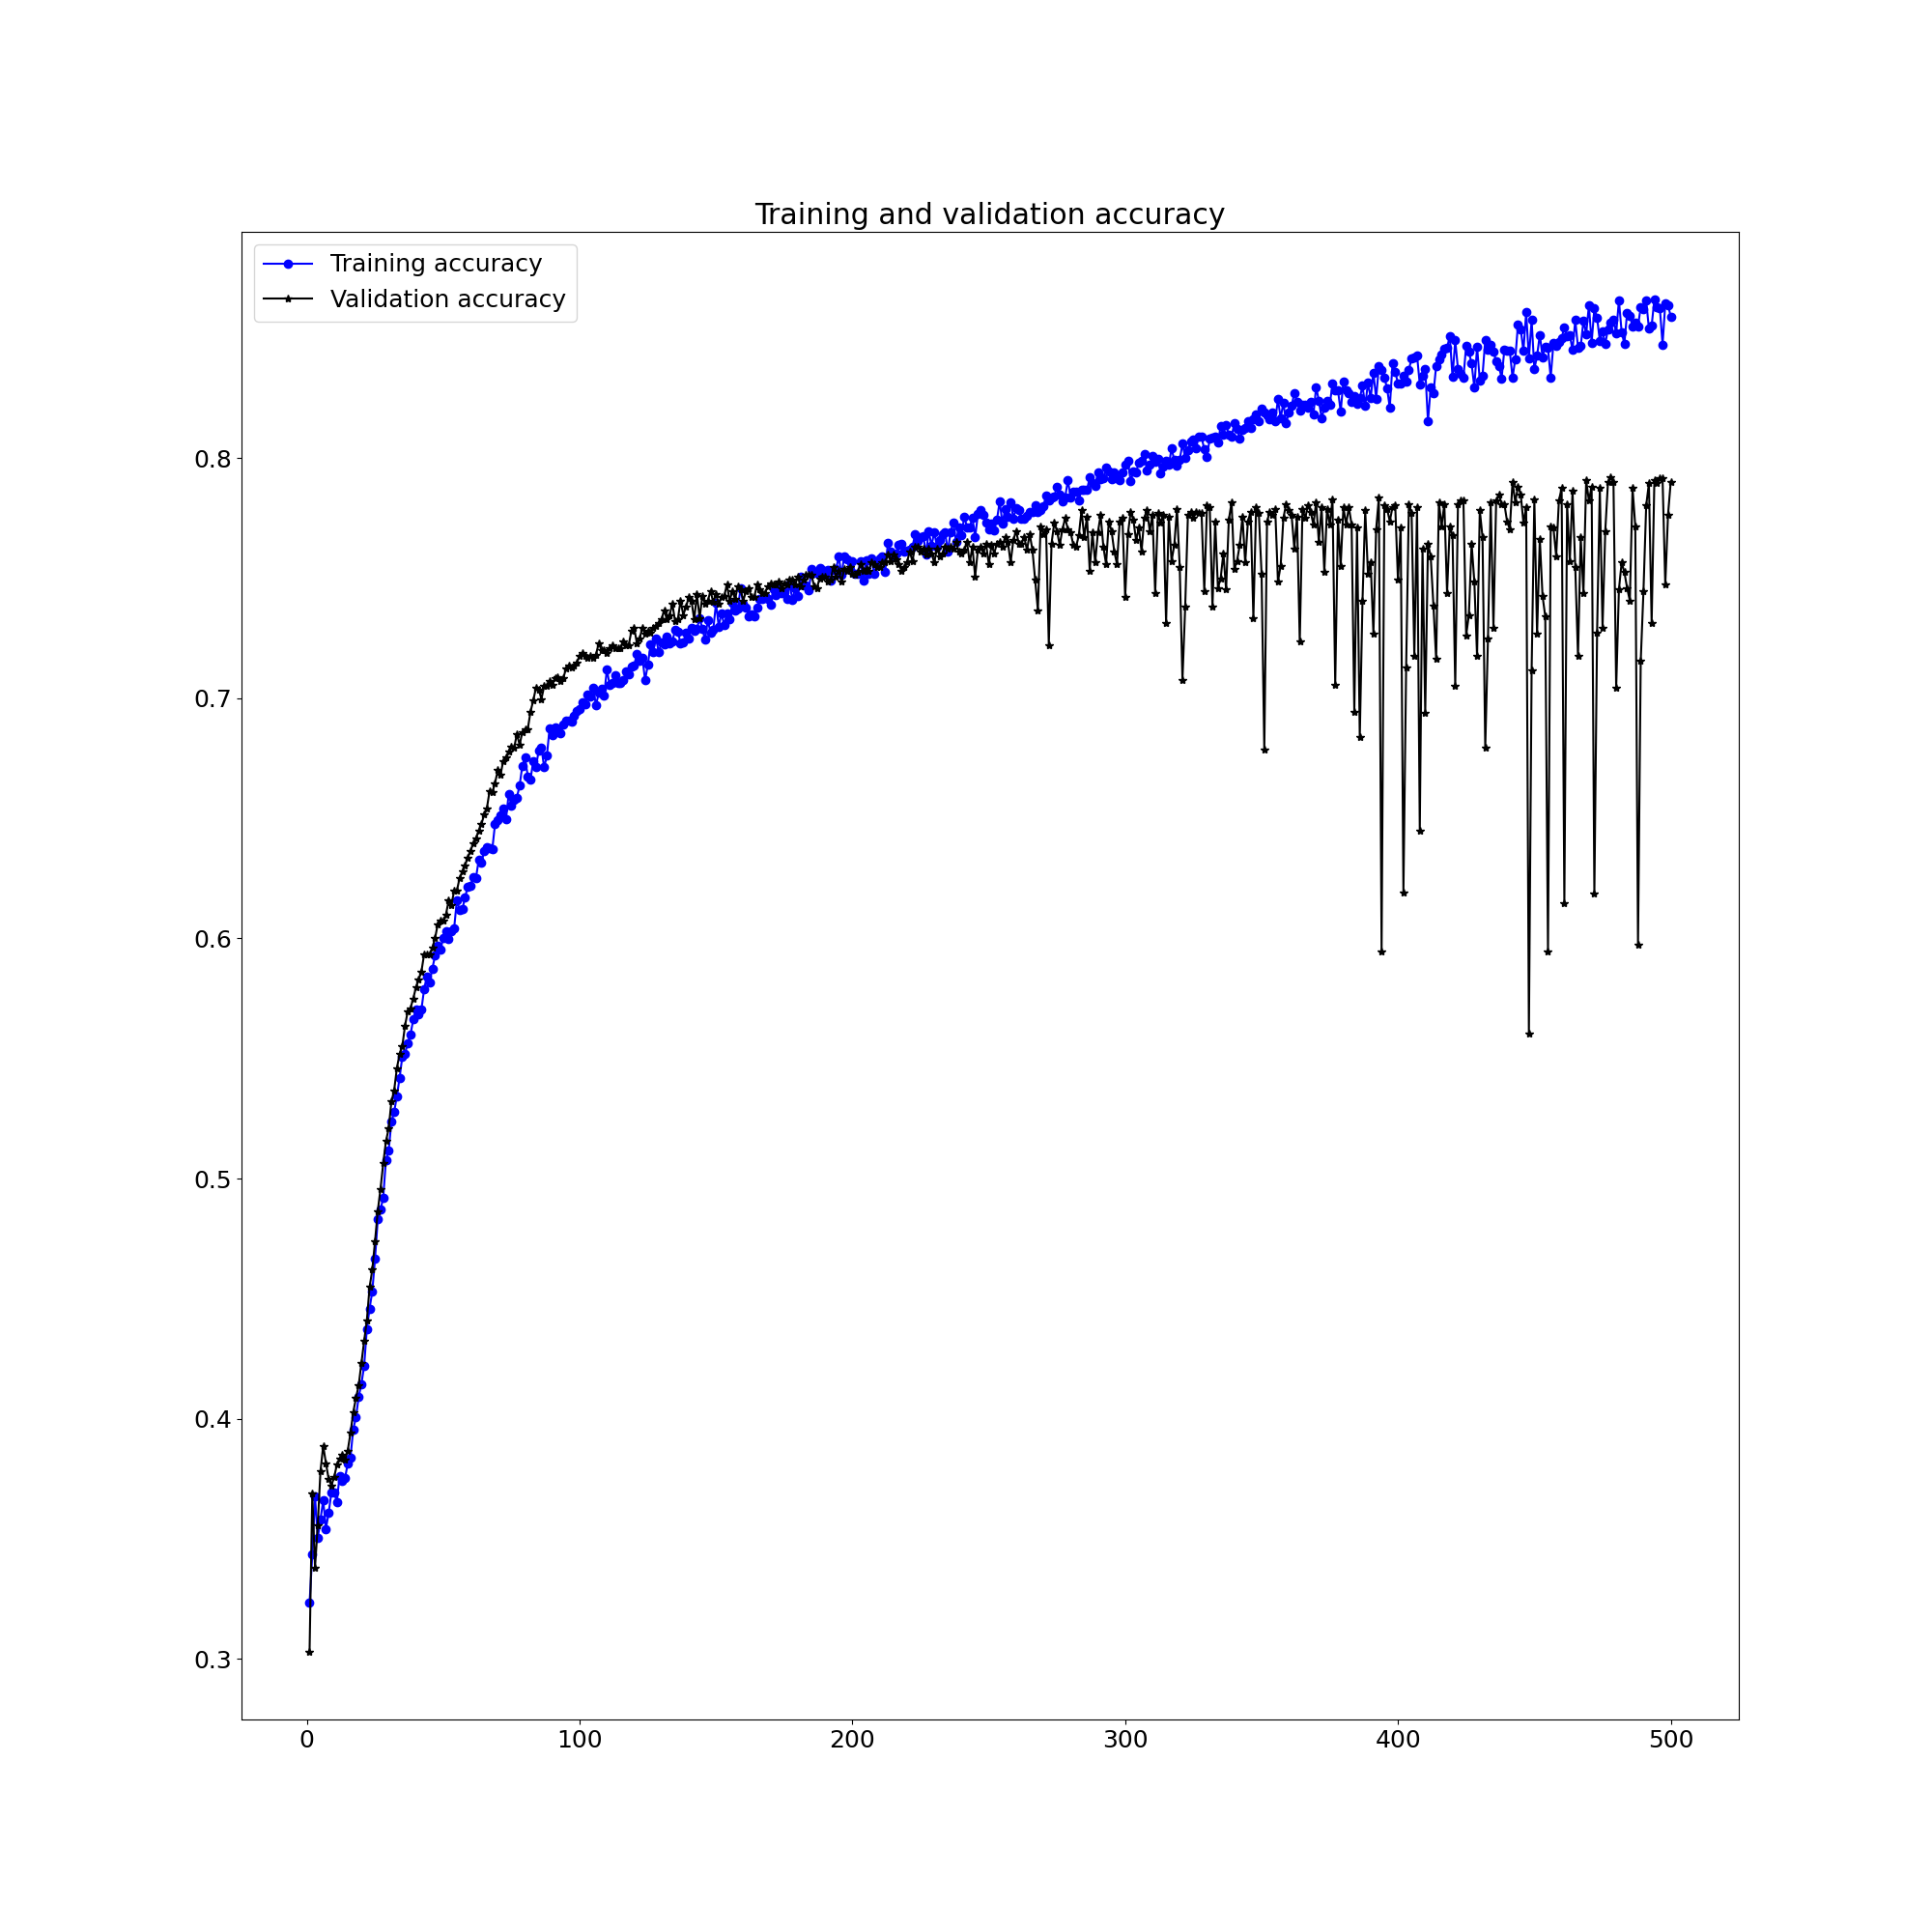 Training and validation accuracy
Training accuracy
Validation accuracy
0.8
0.7
0.6
0.5
0.4
0.3
0 100 200 300 400 500